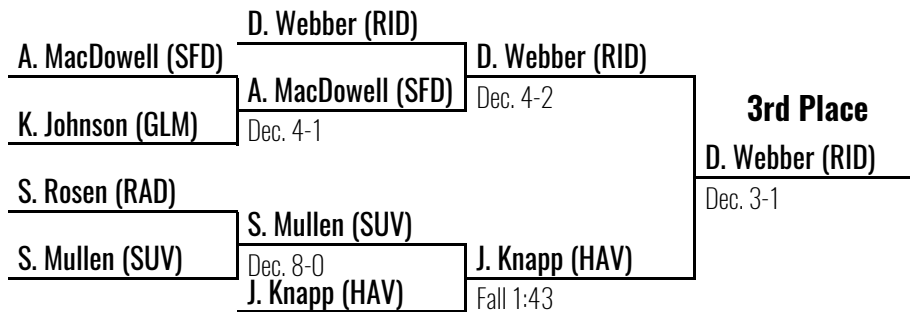 D. Webber (RID)
A. MacDowell (SFD)
D. Webber (RID)
A. MacDowell (SFD)
Dec. 4-2
3rd Place
K. Johnson (GLM)
Dec. 4-1
D. Webber (RID)
S. Rosen (RAD)
Dec. 3-1
S. Mullen (SUV)
S. Mullen (SUV)
Dec. 8-0
J. Knapp (HAV)
J. Knapp (HAV)
Fall 1:43